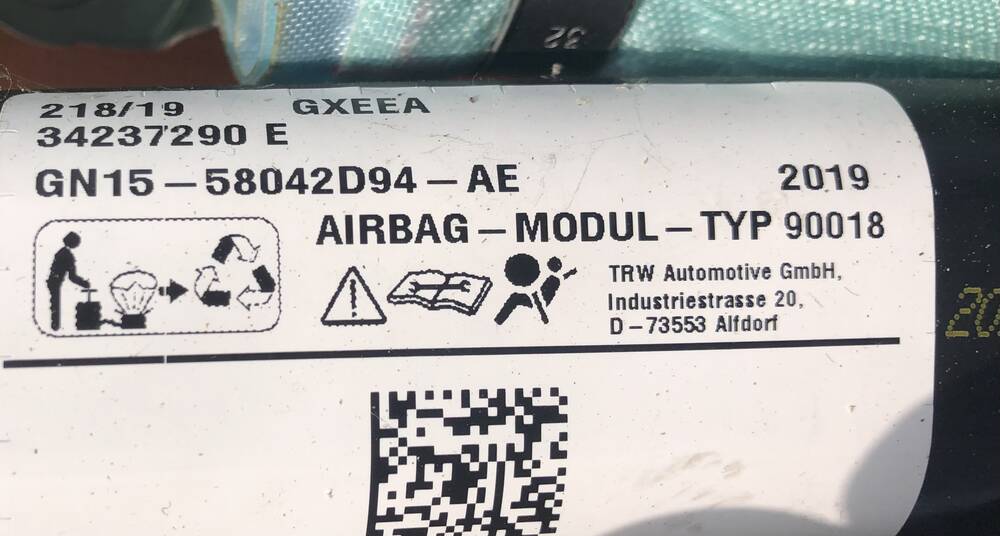 32
218/19 GXEEA
34237290 E
GN15-58042D94-AE 2019
AIRBAG-MODUL-TYP 90018
TRW Automotive GmbH,
Industriestrasse 20,
D-73553 Alfdorf
20